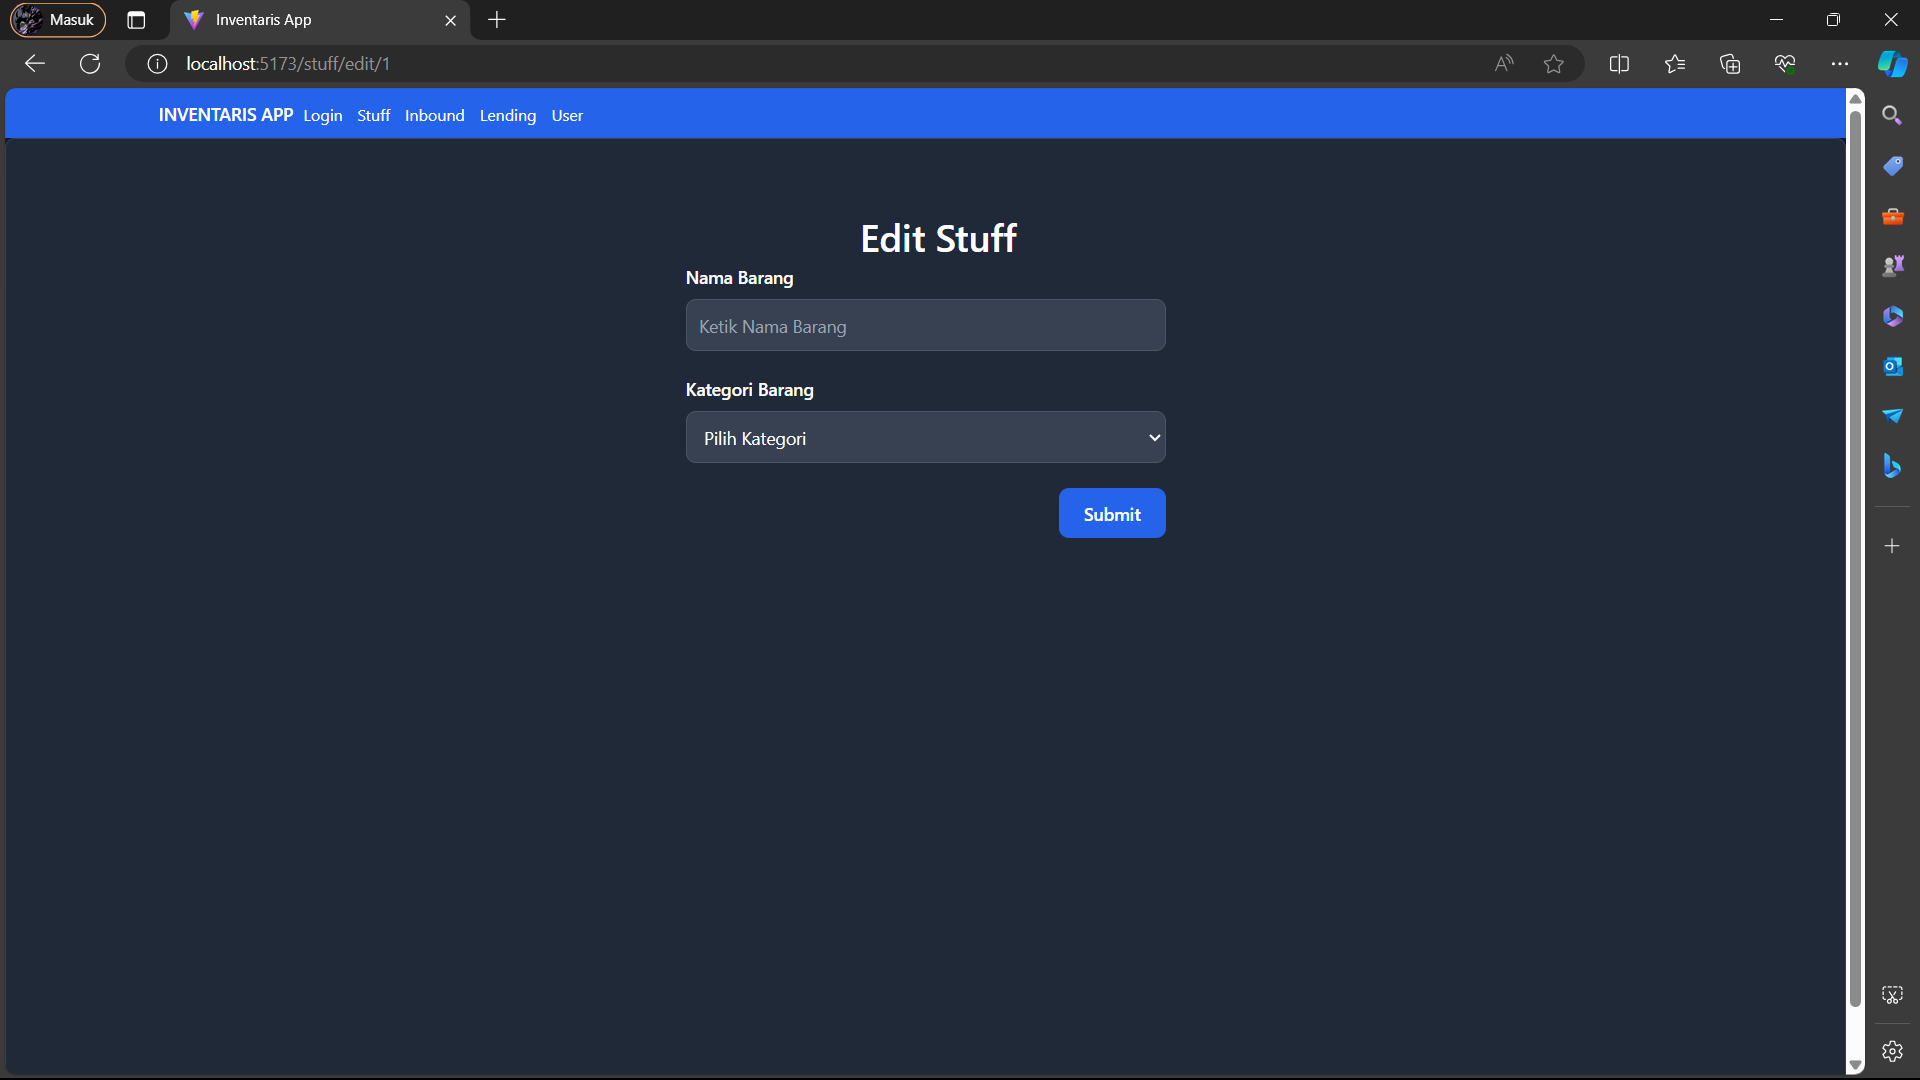 Masuk
Inventaris App
localhost:5173/stuff/edit/1
INVENTARIS APP Login Stuff Inbound Lending User
Edit Stuff
Nama Barang
Ketik Nama Barang
Kategori Barang
Pilih Kategori
Submit